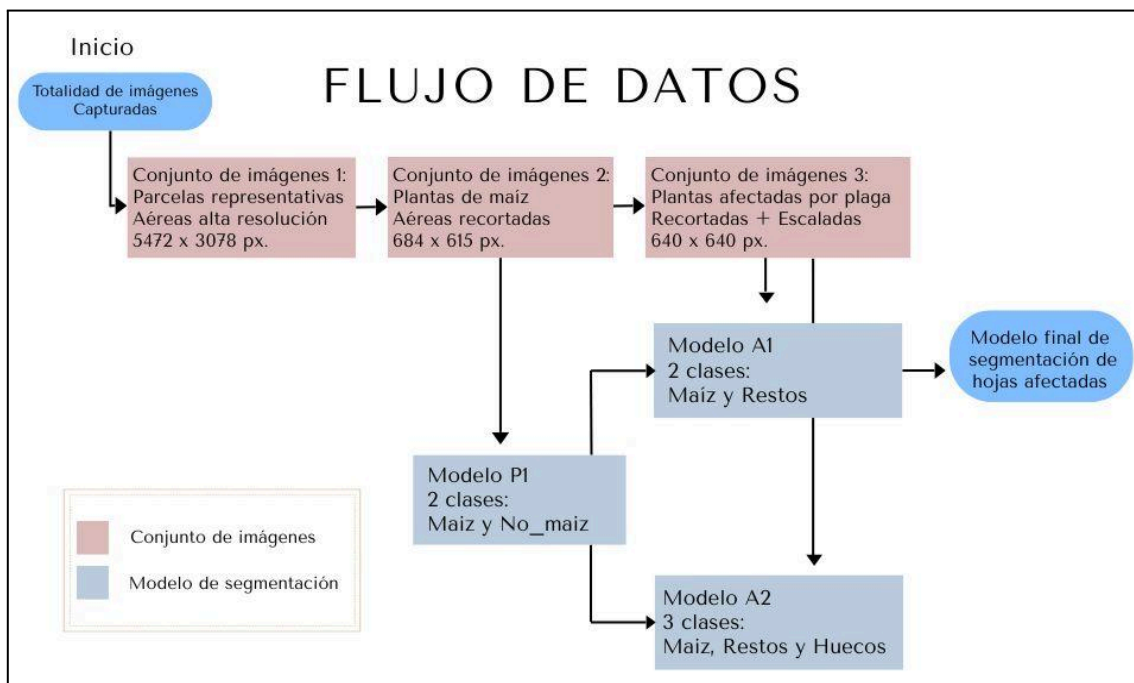 Inicio
FLUJO DE DATOS
Totalidad de imágenes
Capturadas
Conjunto de imágenes 1:
Parcelas representativas
Aéreas alta resolución
5472 x 3078 px.
Conjunto de imágenes 2:
Plantas de maíz
Aéreas recortadas
684 x 615 px.
Conjunto de imágenes 3:
Plantas afectadas por plaga
Recortadas + Escaladas
640 x 640 px.
Modelo A1
2 clases:
Maíz y Restos
Modelo final de
segmentación de
hojas afectadas
Modelo P1
2 clases:
Maiz y No_maiz
Modelo A2
3 clases:
Maiz, Restos y Huecos
Conjunto de imágenes
Modelo de segmentación